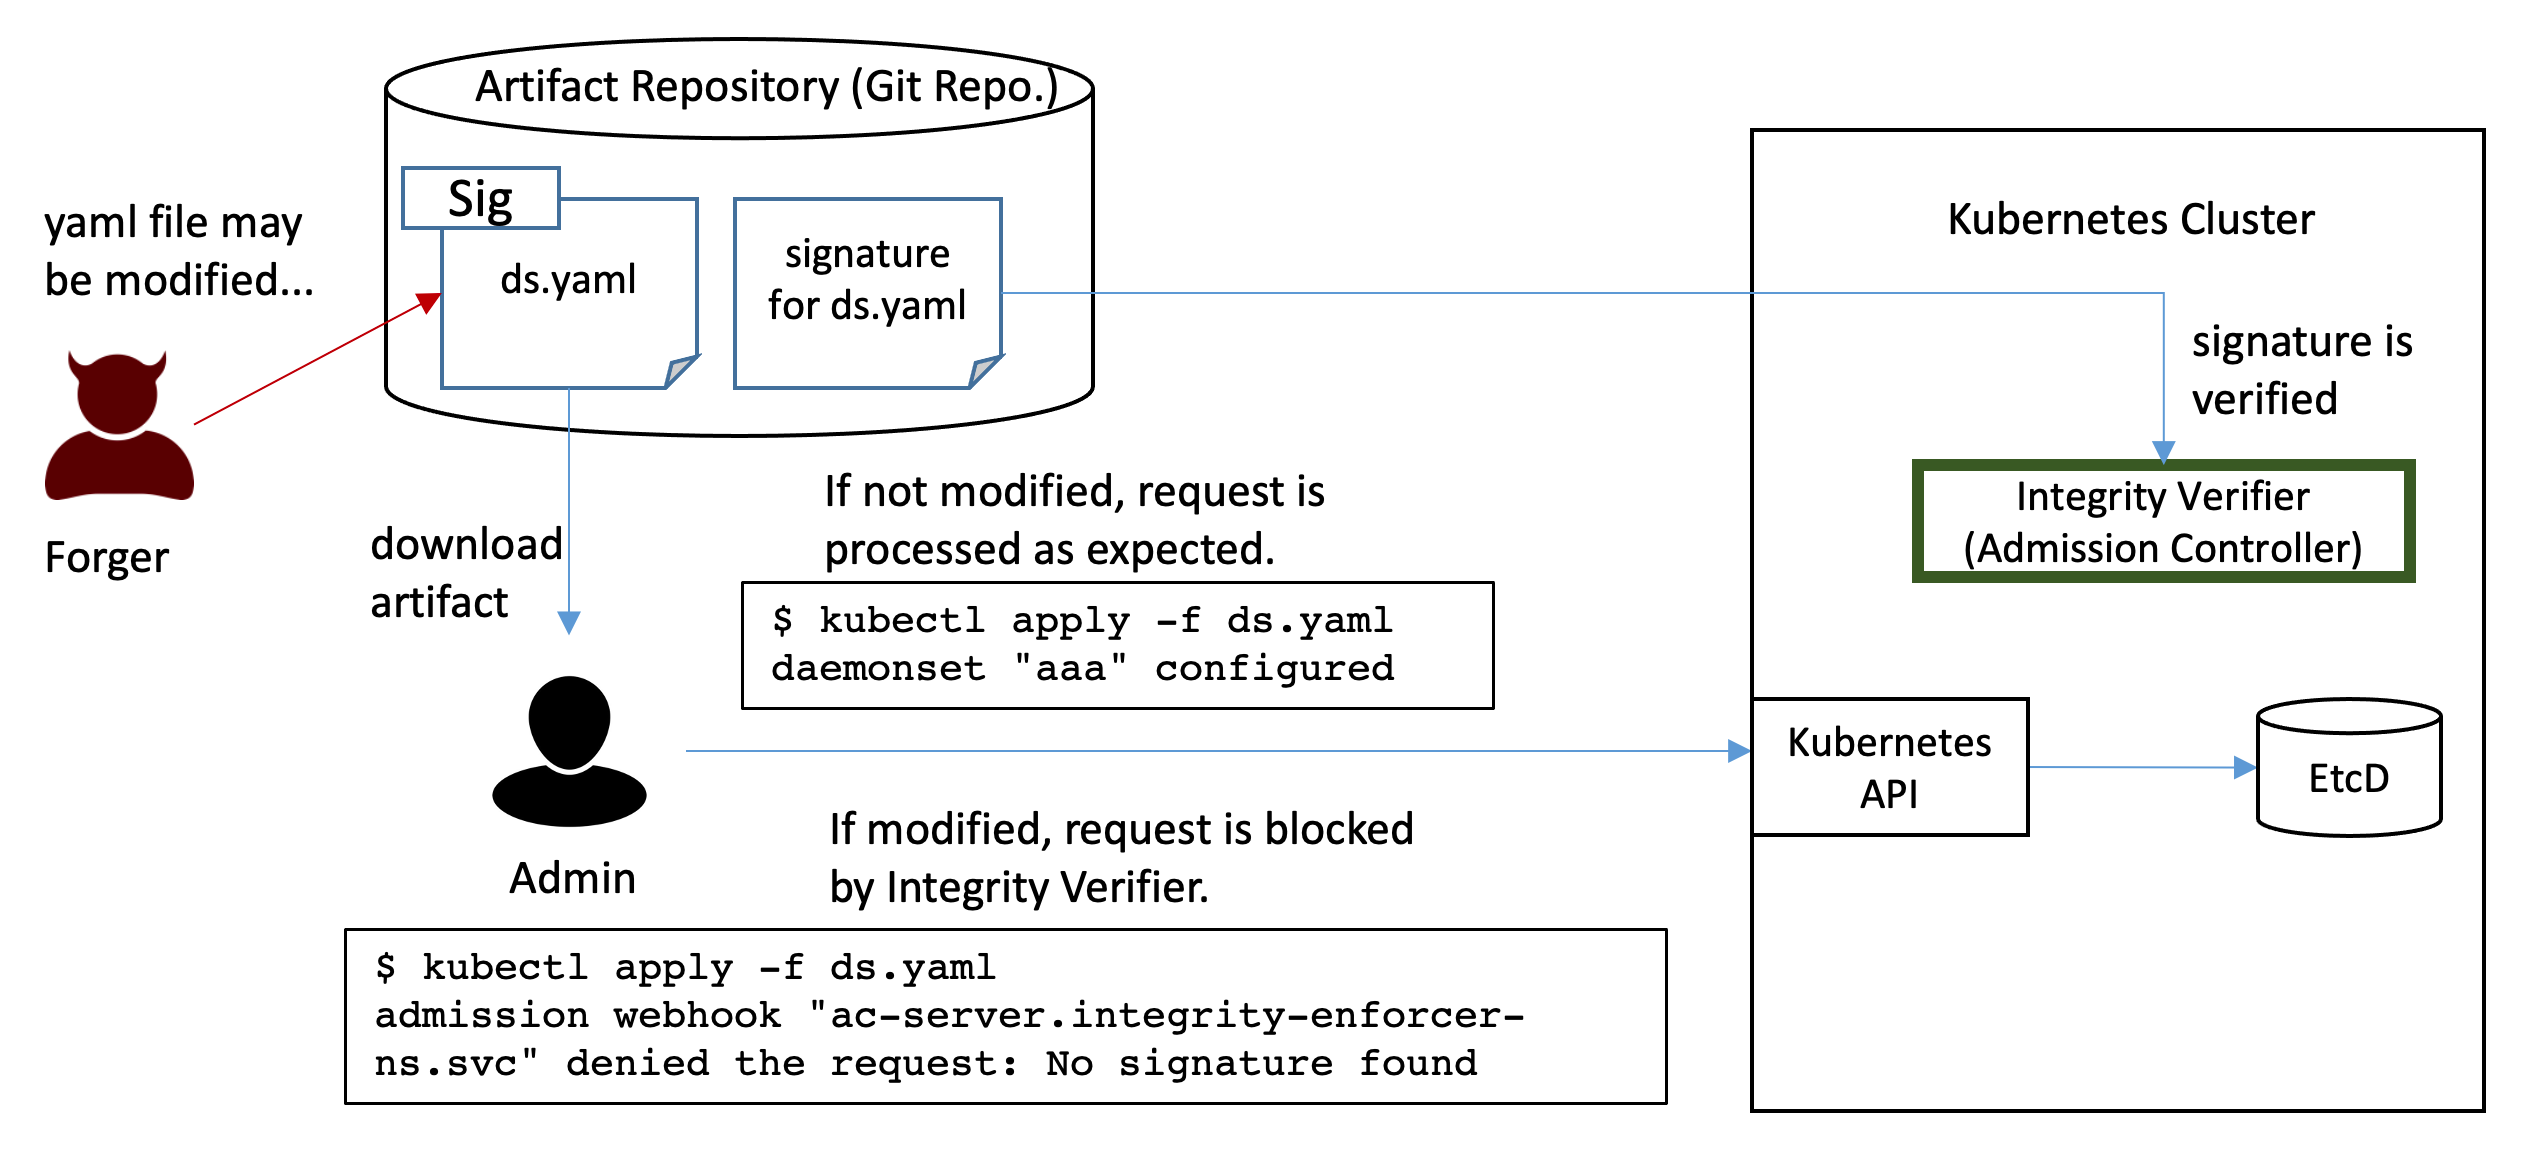 Artifact Repository (Git Repo.)
Sig
ds.yaml
signature
for ds.yaml
yaml file may
be modified...
Forger
download
artifact
Admin
If not modified, request is
processed as expected.
$ kubectl apply -f ds.yaml
daemonset "aaa" configured
If modified, request is blocked
by Integrity Verifier.
$ kubectl apply -f ds.yaml
admission webhook "ac-server.integrity-enforcer-
ns.svc" denied the request: No signature found
Kubernetes Cluster
signature is
verified
Integrity Verifier
(Admission Controller)
Kubernetes
API
EtcD